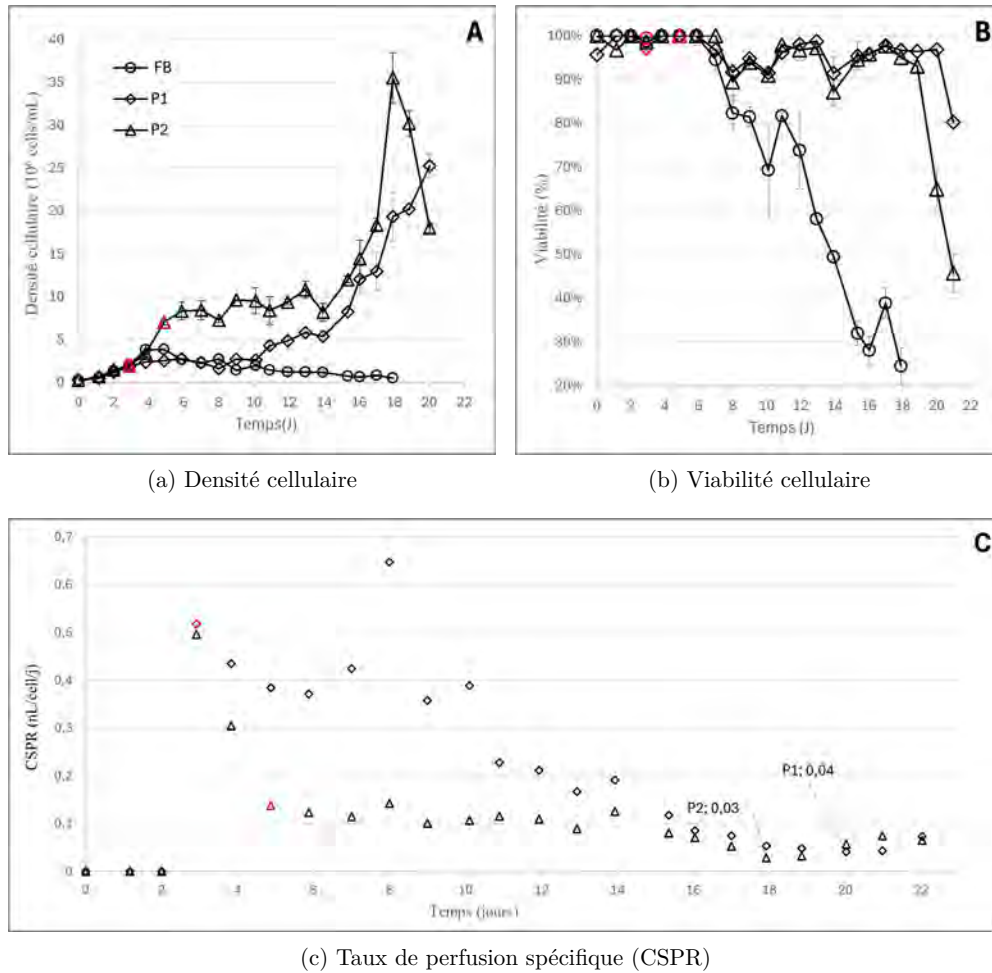 A
Densité cellulaire (10⁶ cells/mL)
40
35
30
25
20
15
10
5
0
FB
P1
P2
0 2 4 6 8 10 12 14 16 18 20 22
Temps(J)
(a) Densité cellulaire
B
Viabilité (%)
100%
90%
80%
70%
60%
50%
40%
30%
20%
0 2 4 6 8 10 12 14 16 18 20 22
Temps (J)
(b) Viabilité cellulaire
C
CSPR (nL/cell/j)
0,7
0,6
0,5
0,4
0,3
0,2
0,1
0
P1; 0,04
P2; 0,03
0 2 4 6 8 10 12 14 16 18 20 22
Temps (jours)
(c) Taux de perfusion spécifique (CSPR)